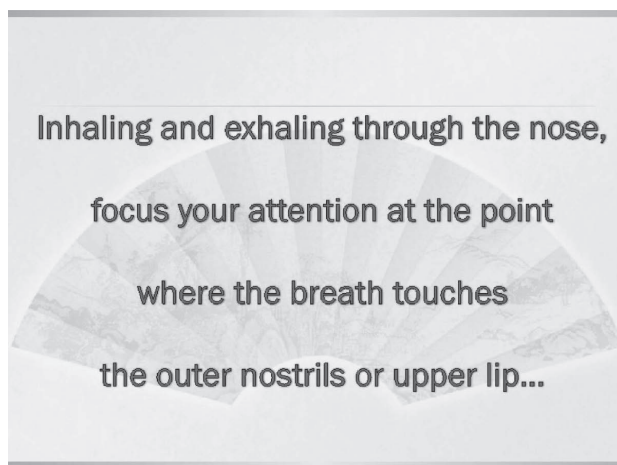 Inhaling and exhaling through the nose,
focus your attention at the point
where the breath touches
the outer nostrils or upper lip...